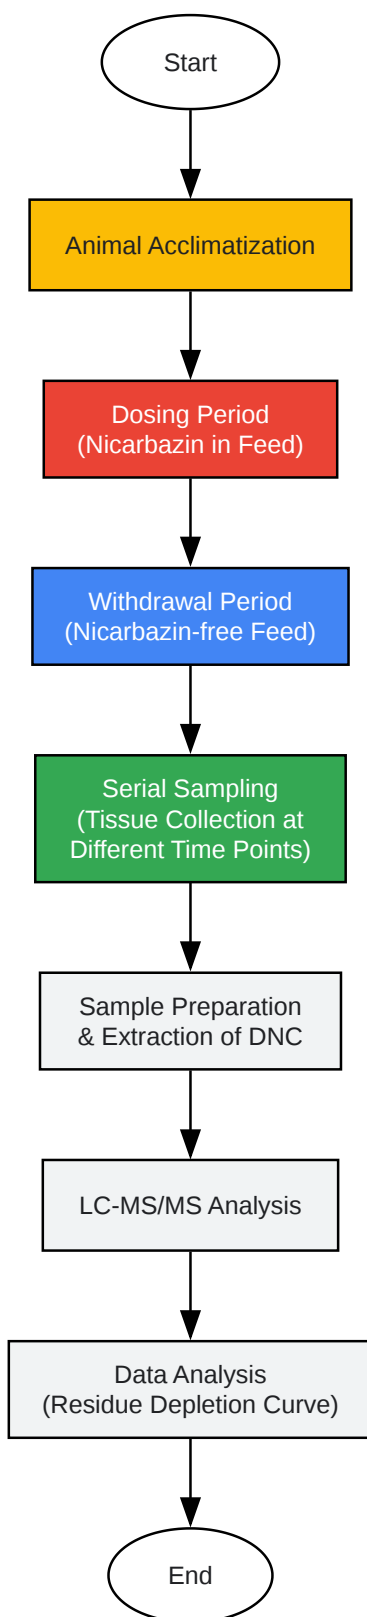 Start
Animal Acclimatization
Dosing Period
(Nicarbazin in Feed)
Withdrawal Period
(Nicarbazin-free Feed)
Serial Sampling
(Tissue Collection at
Different Time Points)
Sample Preparation
& Extraction of DNC
LC-MS/MS Analysis
Data Analysis
(Residue Depletion Curve)
End